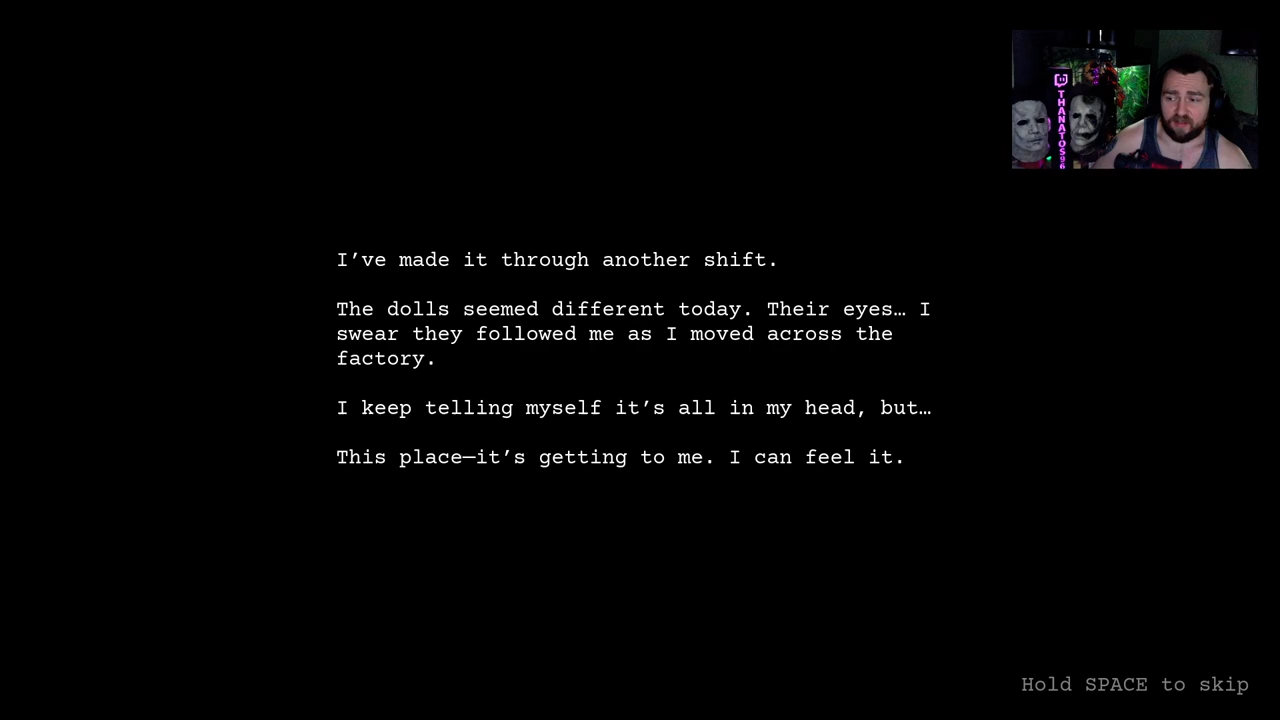 THANATOS96
I’ve made it through another shift.
The dolls seemed different today. Their eyes… I
swear they followed me as I moved across the
factory.
I keep telling myself it’s all in my head, but…
This place—it’s getting to me. I can feel it.
Hold SPACE to skip